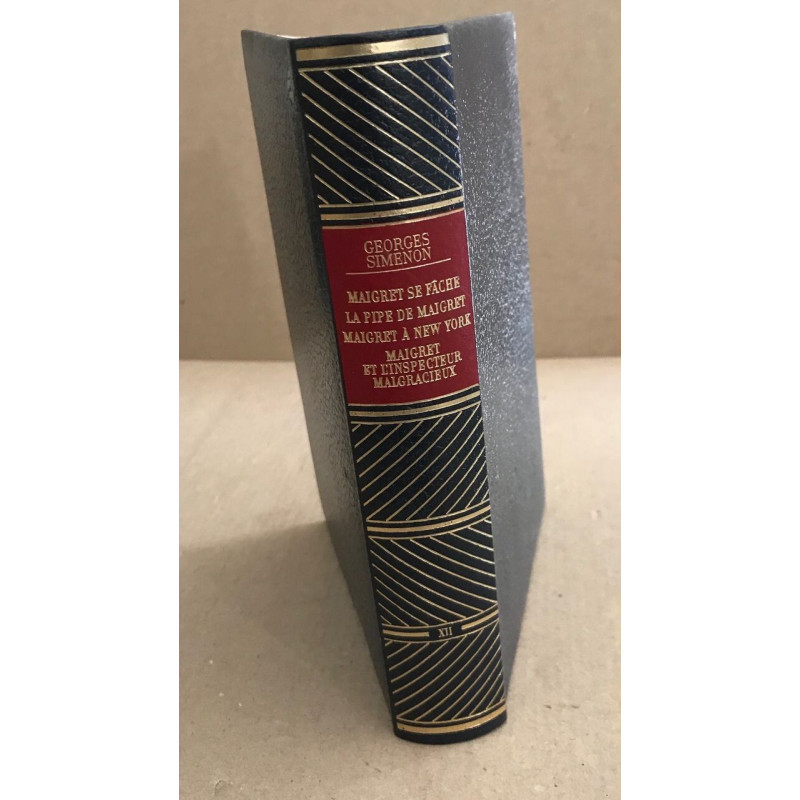 GEORGES
SIMENON
MAIGRET SE FÂCHE
LA PIPE DE MAIGRET
MAIGRET À NEW YORK
MAIGRET
ET L'INSPECTEUR
MALGRACIEUX
XII